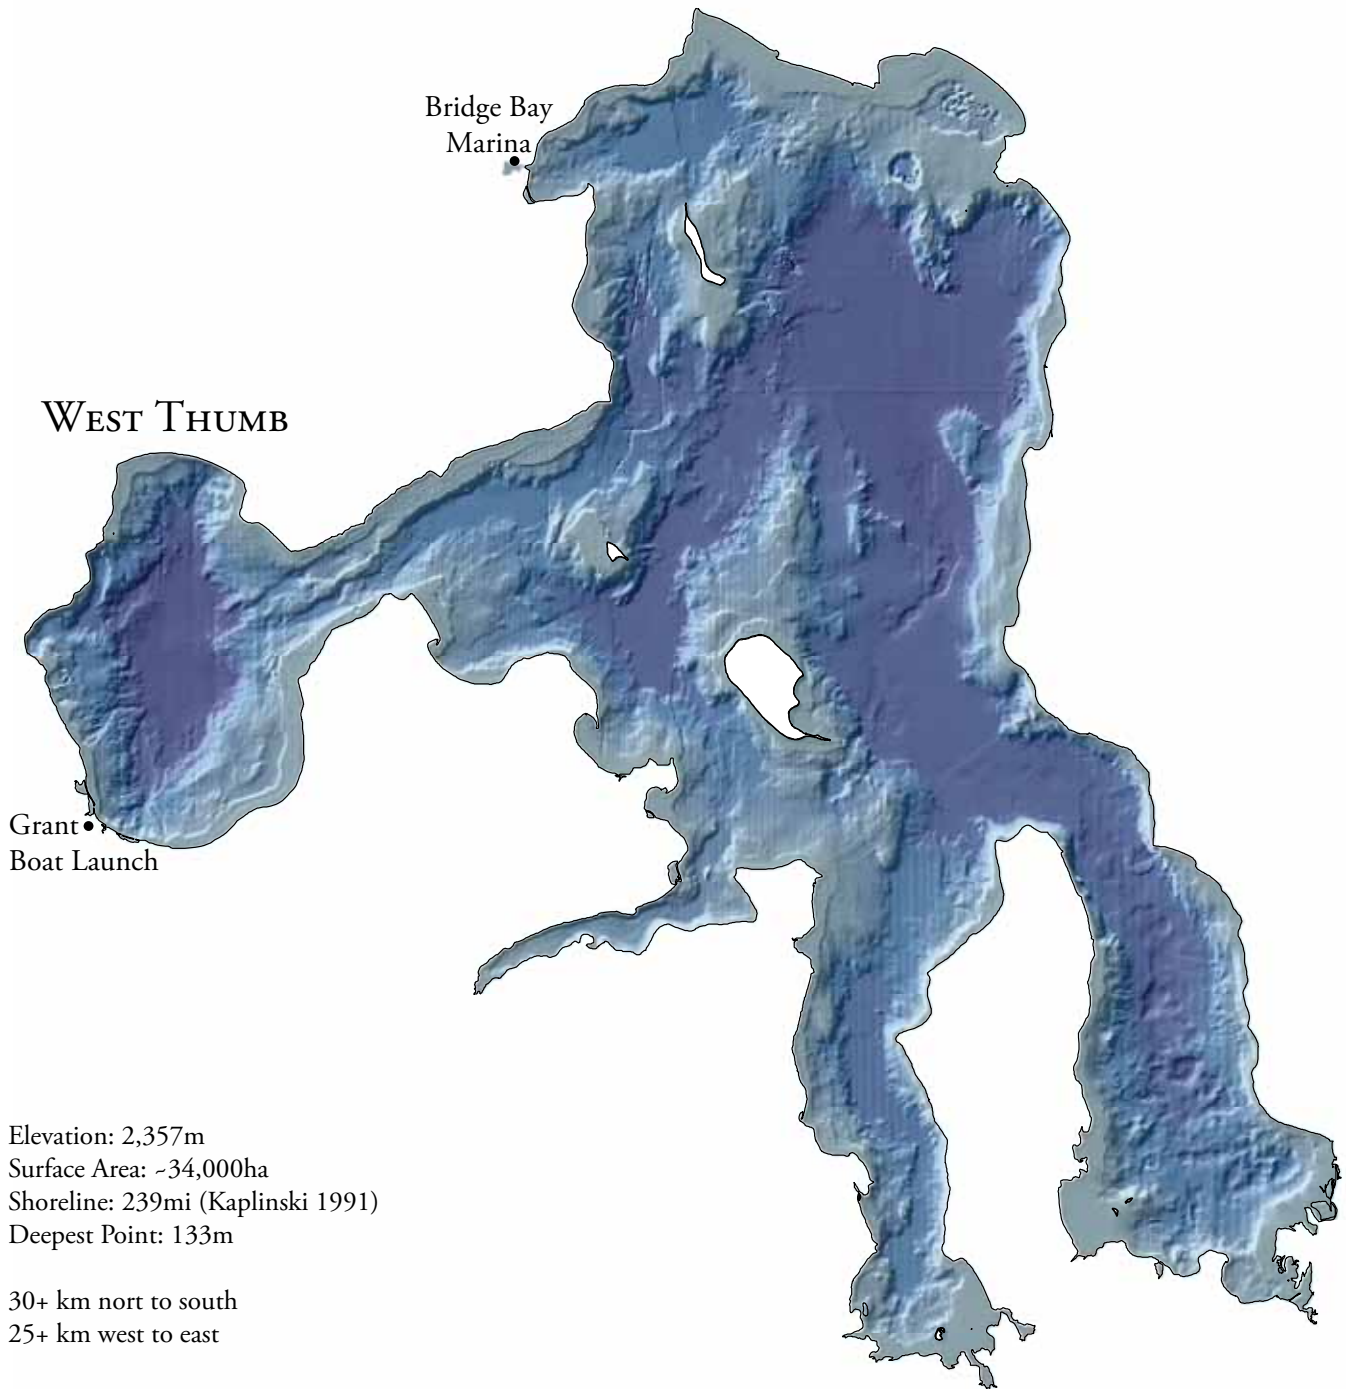 Bridge Bay
Marina
WEST THUMB
Grant
Boat Launch
Elevation: 2,357m
Surface Area: ~34,000ha
Shoreline: 239mi (Kaplinski 1991)
Deepest Point: 133m
30+ km nort to south
25+ km west to east